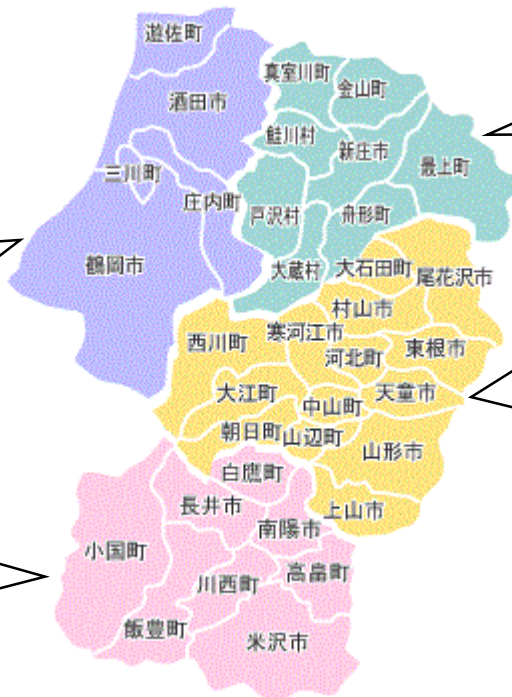 遊佐町
酒田市
三川町
庄内町
鶴岡市
真室川町
金山町
鮭川村
新庄市
最上町
戸沢村
舟形町
大蔵村
大石田町
尾花沢市
村山市
西川町
寒河江市
河北町
東根市
大江町
中山町
天童市
朝日町
山辺町
山形市
上山市
白鷹町
長井市
南陽市
小国町
川西町
高畠町
飯豊町
米沢市